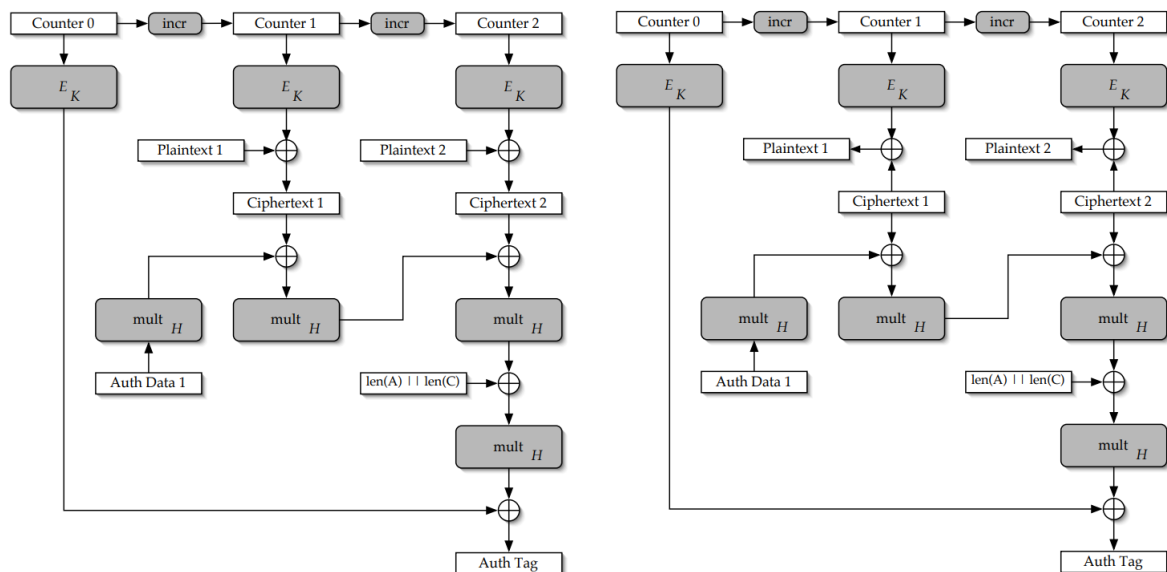 Counter 0
incr
Counter 1
incr
Counter 2
E K
E K
E K
Plaintext 1
Plaintext 2
Ciphertext 1
Ciphertext 2
mult H
mult H
mult H
Auth Data 1
len(A) | | len(C)
mult H
Auth Tag
Counter 0
incr
Counter 1
incr
Counter 2
E K
E K
E K
Plaintext 1
Plaintext 2
Ciphertext 1
Ciphertext 2
mult H
mult H
mult H
Auth Data 1
len(A) | | len(C)
mult H
Auth Tag